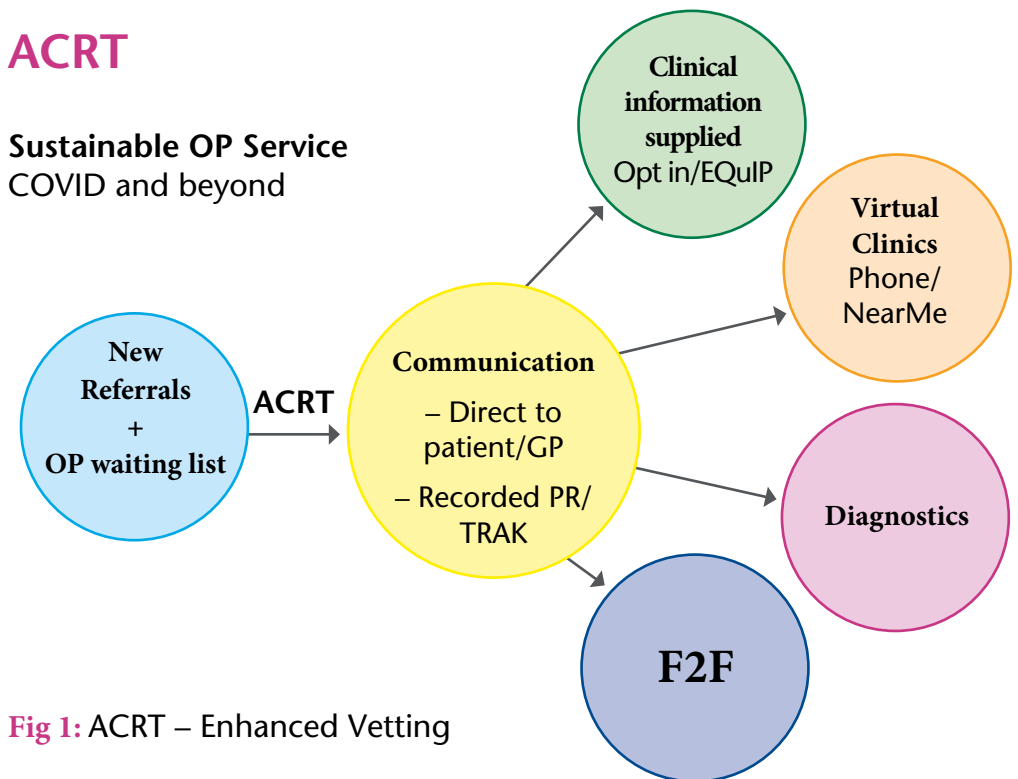 ACRT
Sustainable OP Service
COVID and beyond
New
Referrals
+
OP waiting list
ACRT
Communication
– Direct to
patient/GP
– Recorded PR/
TRAK
Clinical
information
supplied
Opt in/EQuIP
Virtual
Clinics
Phone/
NearMe
Diagnostics
F2F
Fig 1: ACRT – Enhanced Vetting